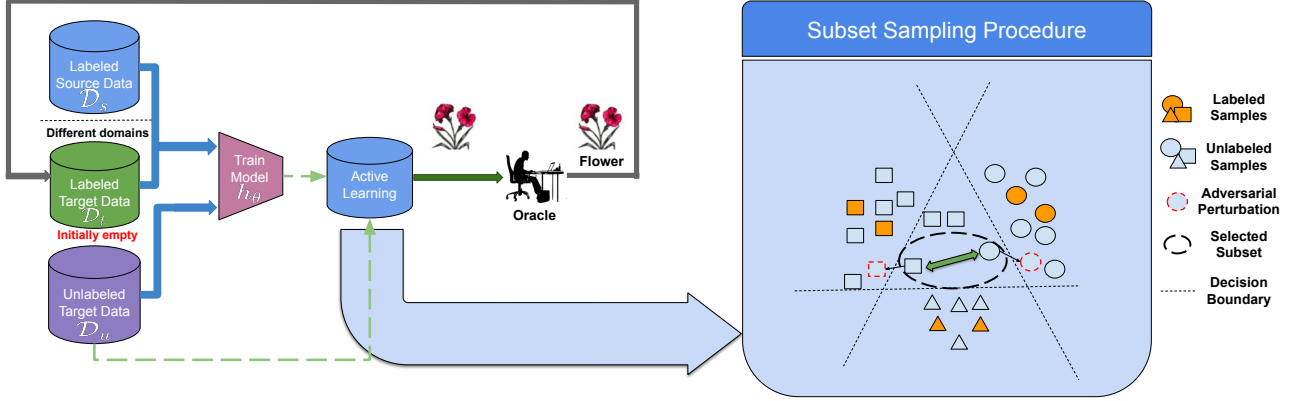 Labeled
Source Data
𝒟ₛ
Different domains
Labeled
Target Data
𝒟ₜ
Initially empty
Unlabeled
Target Data
𝒟ᵤ
Train
Model
h_θ
Active
Learning
Oracle
Flower
Subset Sampling Procedure
Labeled
Samples
Unlabeled
Samples
Adversarial
Perturbation
Selected
Subset
Decision
Boundary